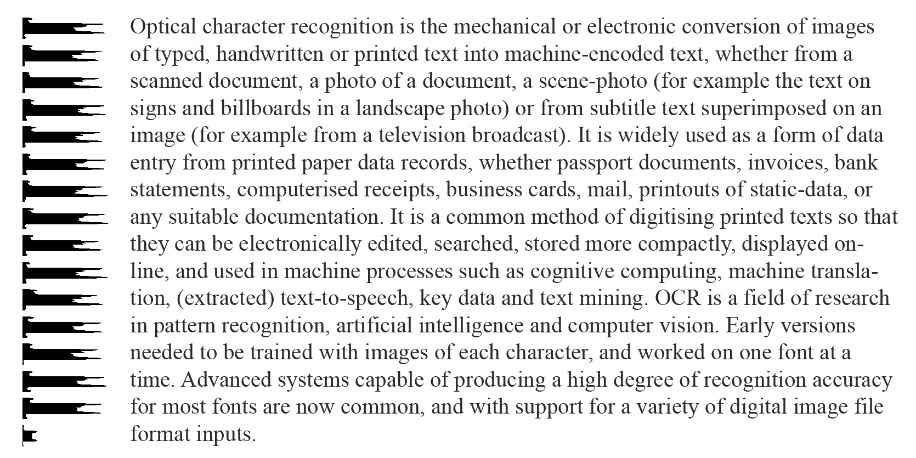 Optical character recognition is the mechanical or electronic conversion of images
of typed, handwritten or printed text into machine-encoded text, whether from a
scanned document, a photo of a document, a scene-photo (for example the text on
signs and billboards in a landscape photo) or from subtitle text superimposed on an
image (for example from a television broadcast). It is widely used as a form of data
entry from printed paper data records, whether passport documents, invoices, bank
statements, computerised receipts, business cards, mail, printouts of static-data, or
any suitable documentation. It is a common method of digitising printed texts so that
they can be electronically edited, searched, stored more compactly, displayed on-
line, and used in machine processes such as cognitive computing, machine transla-
tion, (extracted) text-to-speech, key data and text mining. OCR is a field of research
in pattern recognition, artificial intelligence and computer vision. Early versions
needed to be trained with images of each character, and worked on one font at a
time. Advanced systems capable of producing a high degree of recognition accuracy
for most fonts are now common, and with support for a variety of digital image file
format inputs.